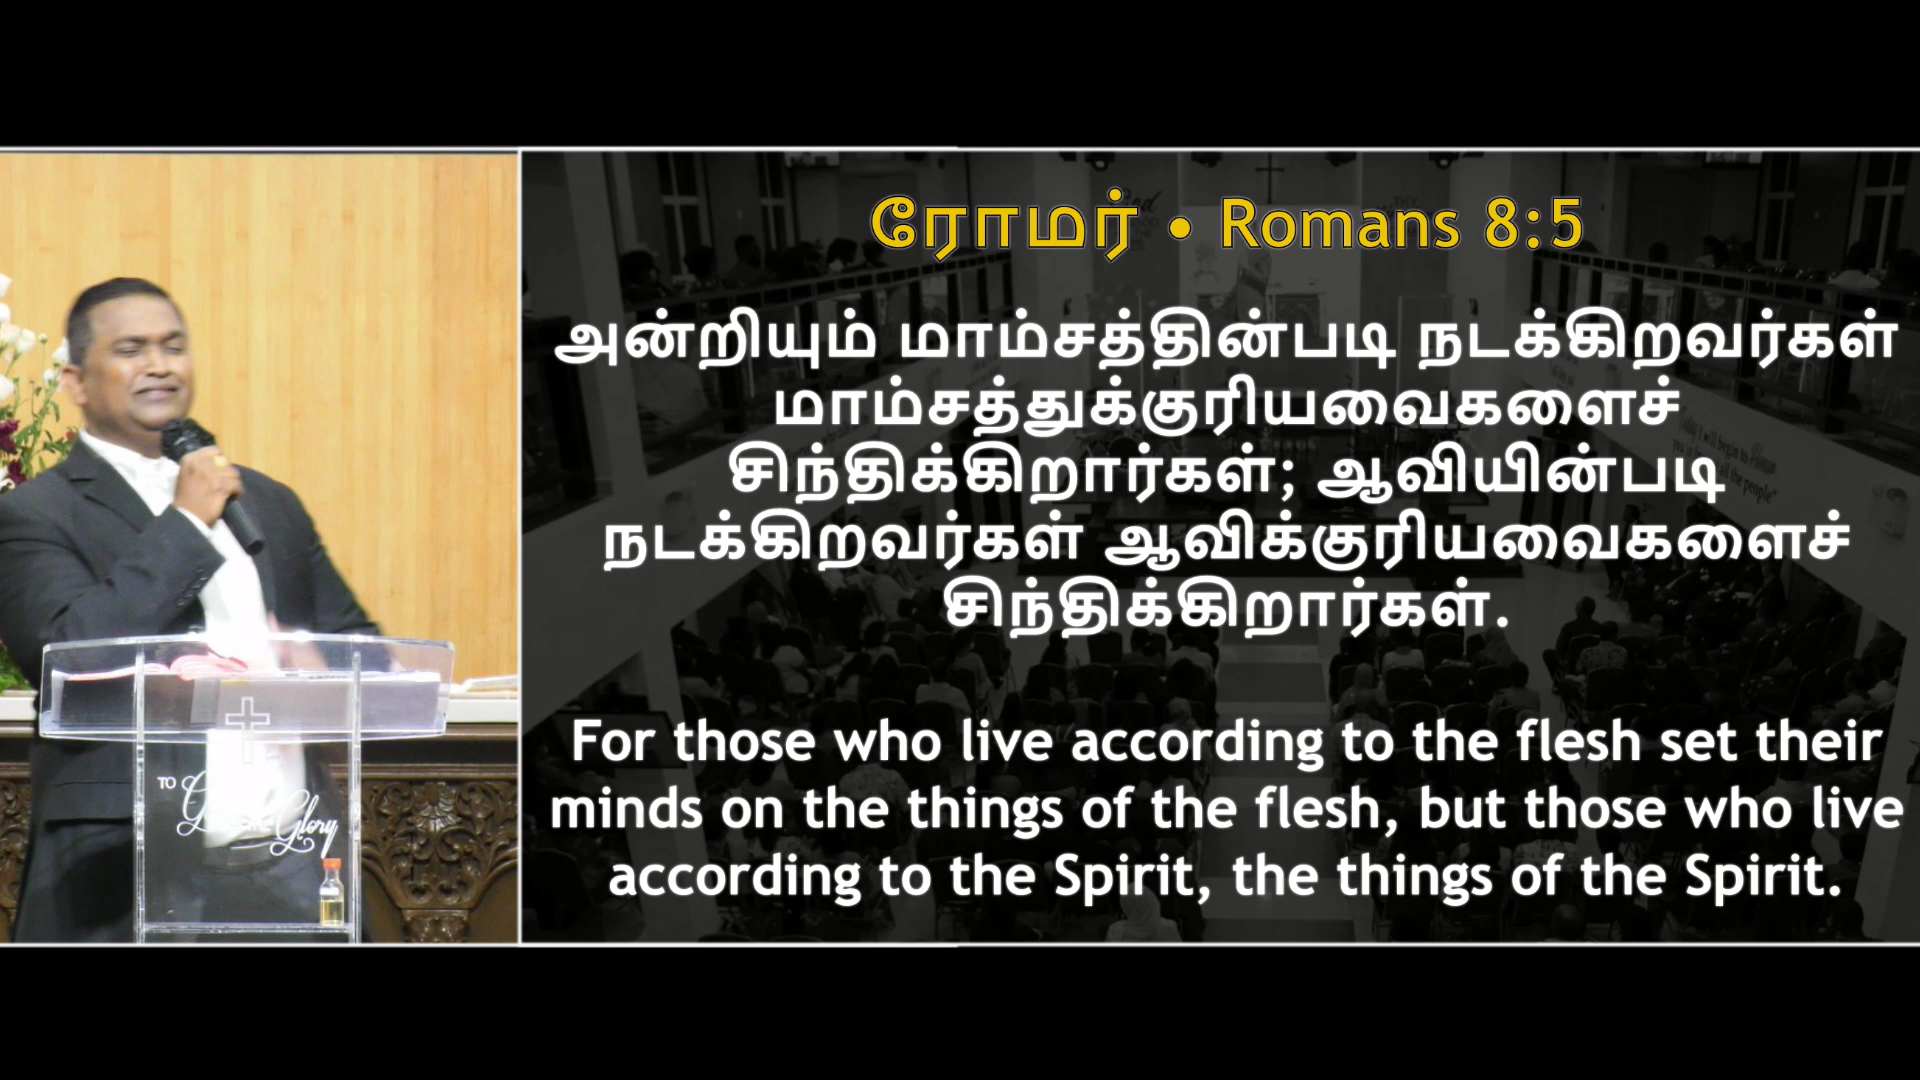 ரோமர் • Romans 8:5
அன்றியும் மாம்சத்தின்படி நடக்கிறவர்கள்
மாம்சத்துக்குரியவைகளைச்
சிந்திக்கிறார்கள்; ஆவியின்படி
நடக்கிறவர்கள் ஆவிக்குரியவைகளைச்
சிந்திக்கிறார்கள்.
For those who live according to the flesh set their
minds on the things of the flesh, but those who live
according to the Spirit, the things of the Spirit.
TO
Glory